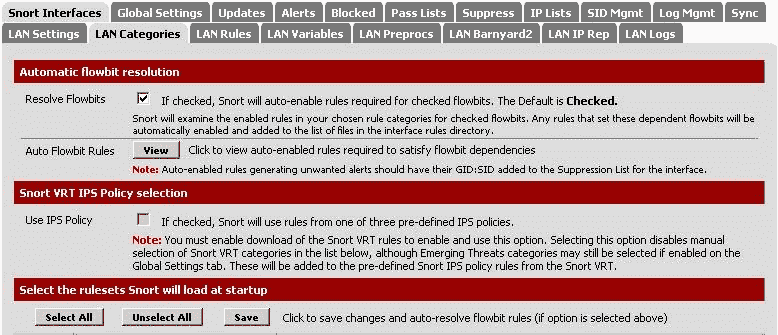 Snort Interfaces Global Settings Updates Alerts Blocked Pass Lists Suppress IP Lists SID Mgmt Log Mgmt Sync
LAN Settings LAN Categories LAN Rules LAN Variables LAN Preprocs LAN Barnyard2 LAN IP Rep LAN Logs
Automatic flowbit resolution
Resolve Flowbits If checked, Snort will auto-enable rules required for checked flowbits. The Default is Checked.
Snort will examine the enabled rules in your chosen rule categories for checked flowbits. Any rules that set these dependent flowbits will be
automatically enabled and added to the list of files in the interface rules directory.
Auto Flowbit Rules View Click to view auto-enabled rules required to satisfy flowbit dependencies
Note: Auto-enabled rules generating unwanted alerts should have their GID:SID added to the Suppression List for the interface.
Snort VRT IPS Policy selection
Use IPS Policy If checked, Snort will use rules from one of three pre-defined IPS policies.
Note: You must enable download of the Snort VRT rules to enable and use this option. Selecting this option disables manual
selection of Snort VRT categories in the list below, although Emerging Threats categories may still be selected if enabled on the
Global Settings tab. These will be added to the pre-defined Snort IPS policy rules from the Snort VRT.
Select the rulesets Snort will load at startup
Select All Unselect All Save Click to save changes and auto-resolve flowbit rules (if option is selected above)